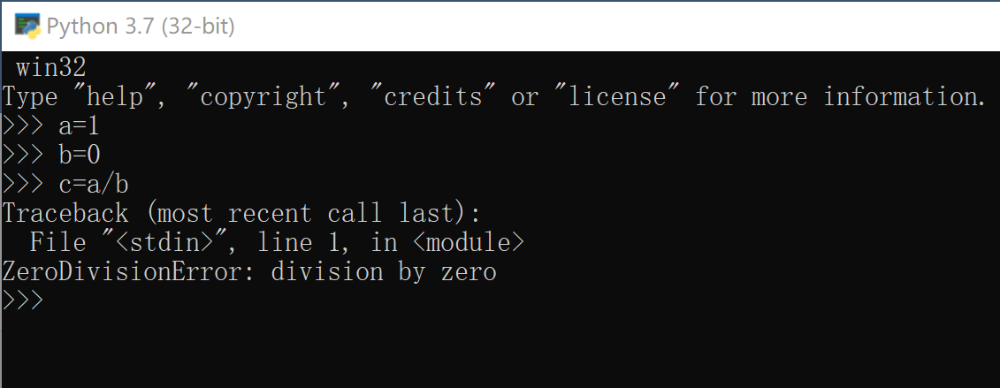 Python 3.7 (32-bit)
win32
Type "help", "copyright", "credits" or "license" for more information.
>>> a=1
>>> b=0
>>> c=a/b
Traceback (most recent call last):
  File "<stdin>", line 1, in <module>
ZeroDivisionError: division by zero
>>>